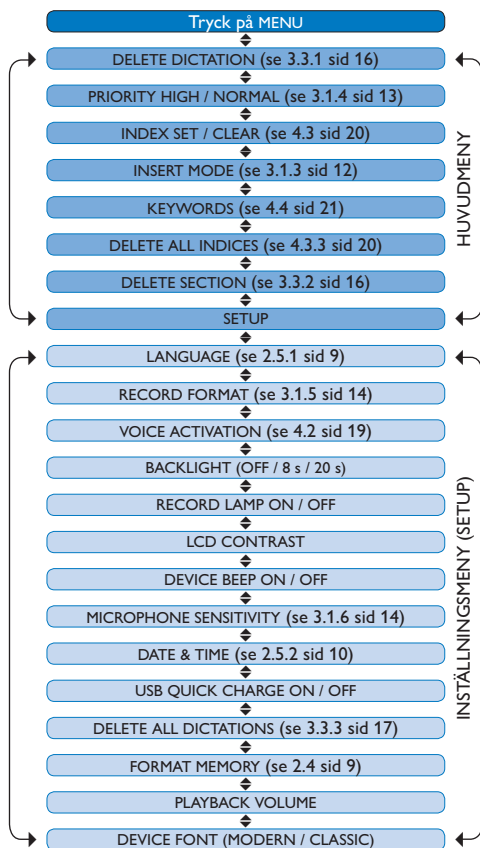 Tryck på MENU
DELETE DICTATION (se 3.3.1 sid 16)
PRIORITY HIGH / NORMAL (se 3.1.4 sid 13)
INDEX SET / CLEAR (se 4.3 sid 20)
INSERT MODE (se 3.1.3 sid 12)
KEYWORDS (se 4.4 sid 21)
DELETE ALL INDICES (se 4.3.3 sid 20)
DELETE SECTION (se 3.3.2 sid 16)
SETUP
HUVUDMENY
LANGUAGE (se 2.5.1 sid 9)
RECORD FORMAT (se 3.1.5 sid 14)
VOICE ACTIVATION (se 4.2 sid 19)
BACKLIGHT (OFF / 8 s / 20 s)
RECORD LAMP ON / OFF
LCD CONTRAST
DEVICE BEEP ON / OFF
MICROPHONE SENSITIVITY (se 3.1.6 sid 14)
DATE & TIME (se 2.5.2 sid 10)
USB QUICK CHARGE ON / OFF
DELETE ALL DICTATIONS (se 3.3.3 sid 17)
FORMAT MEMORY (se 2.4 sid 9)
PLAYBACK VOLUME
DEVICE FONT (MODERN / CLASSIC)
INSTÄLLNINGSMENY (SETUP)